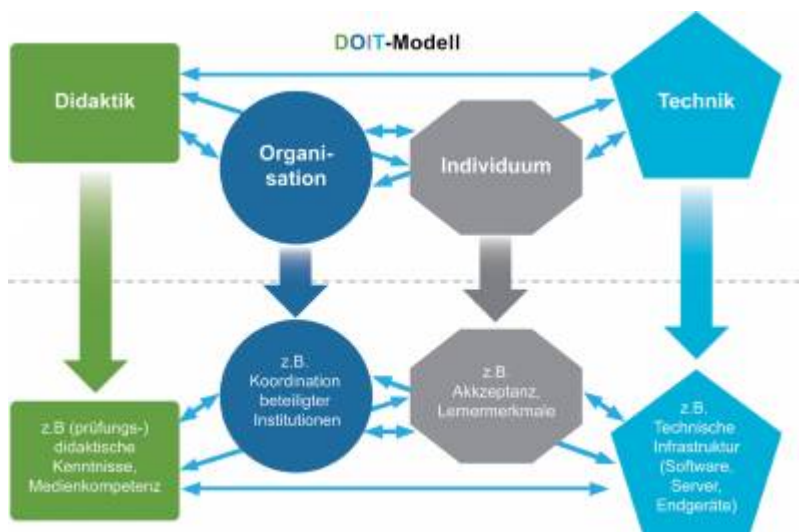 DOIT-Modell
Didaktik
Organi-
sation
Individuum
Technik
z.B (prüfungs-)
didaktische
Kenntnisse,
Medienkompetenz
z.B.
Koordination
beteiligter
Institutionen
z.B.
Akkzeptanz,
Lernermerkmale
z.B.
Technische
Infrastruktur
(Software,
Server,
Endgeräte)